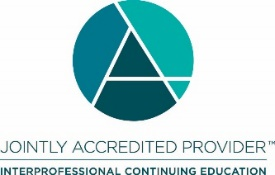 JOINTLY ACCREDITED PROVIDER™
INTERPROFESSIONAL CONTINUING EDUCATION